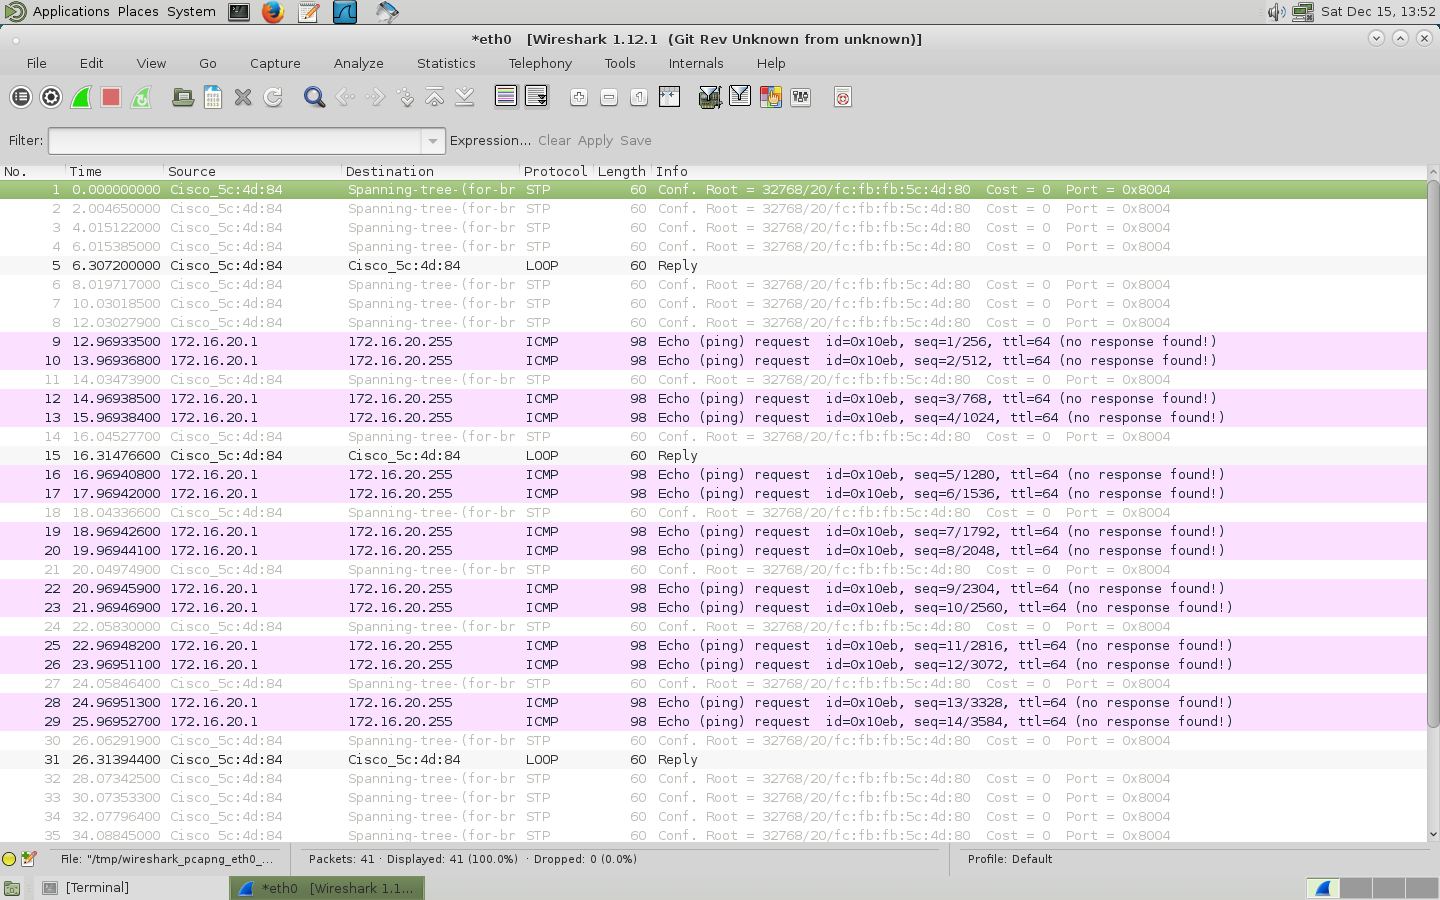 Applications Places System Sat Dec 15, 13:52
*eth0 [Wireshark 1.12.1 (Git Rev Unknown from unknown)]
File Edit View Go Capture Analyze Statistics Telephony Tools Internals Help
Filter: Expression... Clear Apply Save
No. Time Source Destination Protocol Length Info
1 0.000000000 Cisco_5c:4d:84 Spanning-tree-(for-br STP 60 Conf. Root = 32768/20/fc:fb:fb:5c:4d:80 Cost = 0 Port = 0x8004
2 2.004650000 Cisco_5c:4d:84 Spanning-tree-(for-br STP 60 Conf. Root = 32768/20/fc:fb:fb:5c:4d:80 Cost = 0 Port = 0x8004
3 4.015122000 Cisco_5c:4d:84 Spanning-tree-(for-br STP 60 Conf. Root = 32768/20/fc:fb:fb:5c:4d:80 Cost = 0 Port = 0x8004
4 6.015385000 Cisco_5c:4d:84 Spanning-tree-(for-br STP 60 Conf. Root = 32768/20/fc:fb:fb:5c:4d:80 Cost = 0 Port = 0x8004
5 6.307200000 Cisco_5c:4d:84 Cisco_5c:4d:84 LOOP 60 Reply
6 8.019717000 Cisco_5c:4d:84 Spanning-tree-(for-br STP 60 Conf. Root = 32768/20/fc:fb:fb:5c:4d:80 Cost = 0 Port = 0x8004
7 10.03018500 Cisco_5c:4d:84 Spanning-tree-(for-br STP 60 Conf. Root = 32768/20/fc:fb:fb:5c:4d:80 Cost = 0 Port = 0x8004
8 12.03027900 Cisco_5c:4d:84 Spanning-tree-(for-br STP 60 Conf. Root = 32768/20/fc:fb:fb:5c:4d:80 Cost = 0 Port = 0x8004
9 12.96933500 172.16.20.1 172.16.20.255 ICMP 98 Echo (ping) request id=0x10eb, seq=1/256, ttl=64 (no response found!)
10 13.96936800 172.16.20.1 172.16.20.255 ICMP 98 Echo (ping) request id=0x10eb, seq=2/512, ttl=64 (no response found!)
11 14.03473900 Cisco_5c:4d:84 Spanning-tree-(for-br STP 60 Conf. Root = 32768/20/fc:fb:fb:5c:4d:80 Cost = 0 Port = 0x8004
12 14.96938500 172.16.20.1 172.16.20.255 ICMP 98 Echo (ping) request id=0x10eb, seq=3/768, ttl=64 (no response found!)
13 15.96938400 172.16.20.1 172.16.20.255 ICMP 98 Echo (ping) request id=0x10eb, seq=4/1024, ttl=64 (no response found!)
14 16.04527700 Cisco_5c:4d:84 Spanning-tree-(for-br STP 60 Conf. Root = 32768/20/fc:fb:fb:5c:4d:80 Cost = 0 Port = 0x8004
15 16.31476600 Cisco_5c:4d:84 Cisco_5c:4d:84 LOOP 60 Reply
16 16.96940800 172.16.20.1 172.16.20.255 ICMP 98 Echo (ping) request id=0x10eb, seq=5/1280, ttl=64 (no response found!)
17 17.96942000 172.16.20.1 172.16.20.255 ICMP 98 Echo (ping) request id=0x10eb, seq=6/1536, ttl=64 (no response found!)
18 18.04336600 Cisco_5c:4d:84 Spanning-tree-(for-br STP 60 Conf. Root = 32768/20/fc:fb:fb:5c:4d:80 Cost = 0 Port = 0x8004
19 18.96942600 172.16.20.1 172.16.20.255 ICMP 98 Echo (ping) request id=0x10eb, seq=7/1792, ttl=64 (no response found!)
20 19.96944100 172.16.20.1 172.16.20.255 ICMP 98 Echo (ping) request id=0x10eb, seq=8/2048, ttl=64 (no response found!)
21 20.04974900 Cisco_5c:4d:84 Spanning-tree-(for-br STP 60 Conf. Root = 32768/20/fc:fb:fb:5c:4d:80 Cost = 0 Port = 0x8004
22 20.96945900 172.16.20.1 172.16.20.255 ICMP 98 Echo (ping) request id=0x10eb, seq=9/2304, ttl=64 (no response found!)
23 21.96946900 172.16.20.1 172.16.20.255 ICMP 98 Echo (ping) request id=0x10eb, seq=10/2560, ttl=64 (no response found!)
24 22.05830000 Cisco_5c:4d:84 Spanning-tree-(for-br STP 60 Conf. Root = 32768/20/fc:fb:fb:5c:4d:80 Cost = 0 Port = 0x8004
25 22.96948200 172.16.20.1 172.16.20.255 ICMP 98 Echo (ping) request id=0x10eb, seq=11/2816, ttl=64 (no response found!)
26 23.96951100 172.16.20.1 172.16.20.255 ICMP 98 Echo (ping) request id=0x10eb, seq=12/3072, ttl=64 (no response found!)
27 24.05846400 Cisco_5c:4d:84 Spanning-tree-(for-br STP 60 Conf. Root = 32768/20/fc:fb:fb:5c:4d:80 Cost = 0 Port = 0x8004
28 24.96951300 172.16.20.1 172.16.20.255 ICMP 98 Echo (ping) request id=0x10eb, seq=13/3328, ttl=64 (no response found!)
29 25.96952700 172.16.20.1 172.16.20.255 ICMP 98 Echo (ping) request id=0x10eb, seq=14/3584, ttl=64 (no response found!)
30 26.06291900 Cisco_5c:4d:84 Spanning-tree-(for-br STP 60 Conf. Root = 32768/20/fc:fb:fb:5c:4d:80 Cost = 0 Port = 0x8004
31 26.31394400 Cisco_5c:4d:84 Cisco_5c:4d:84 LOOP 60 Reply
32 28.07342500 Cisco_5c:4d:84 Spanning-tree-(for-br STP 60 Conf. Root = 32768/20/fc:fb:fb:5c:4d:80 Cost = 0 Port = 0x8004
33 30.07353300 Cisco_5c:4d:84 Spanning-tree-(for-br STP 60 Conf. Root = 32768/20/fc:fb:fb:5c:4d:80 Cost = 0 Port = 0x8004
34 32.07796400 Cisco_5c:4d:84 Spanning-tree-(for-br STP 60 Conf. Root = 32768/20/fc:fb:fb:5c:4d:80 Cost = 0 Port = 0x8004
35 34.08845000 Cisco_5c:4d:84 Spanning-tree-(for-br STP 60 Conf. Root = 32768/20/fc:fb:fb:5c:4d:80 Cost = 0 Port = 0x8004
File: "/tmp/wireshark_pcapng_eth0_... Packets: 41 · Displayed: 41 (100.0%) · Dropped: 0 (0.0%) Profile: Default
[Terminal] *eth0 [Wireshark 1.1...